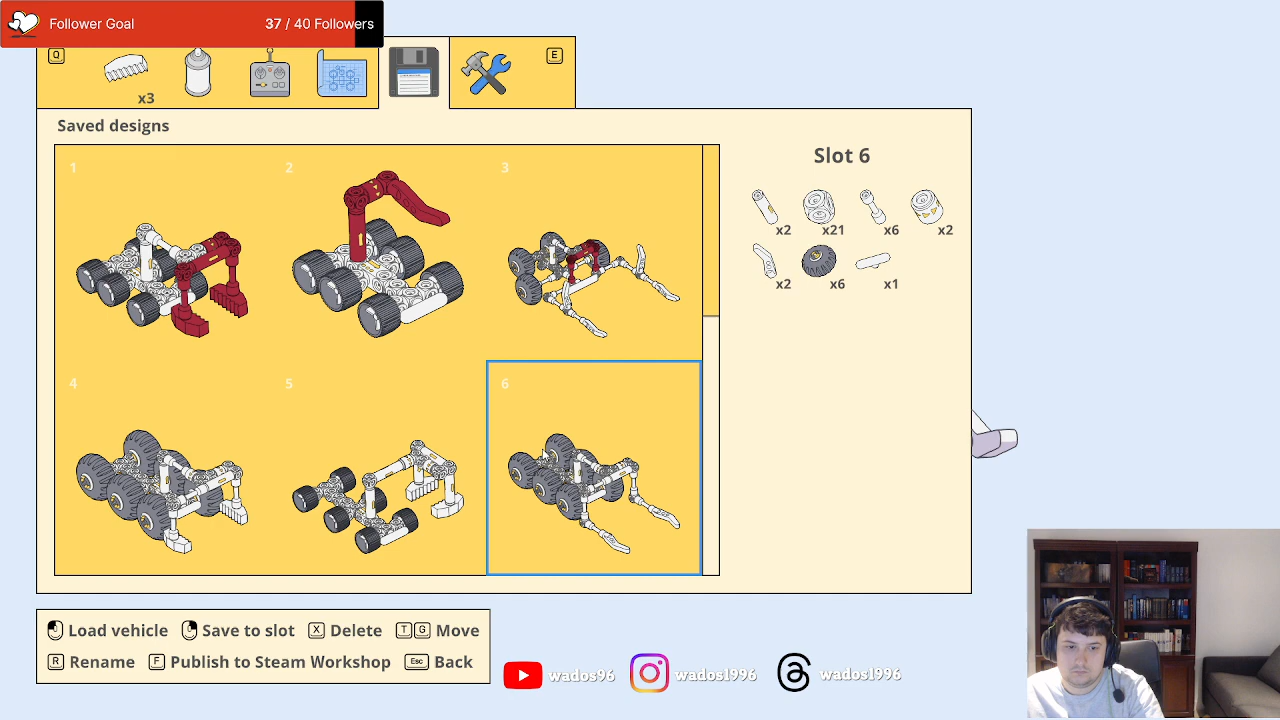 Follower Goal 37 / 40 Followers
Q E
x3
Saved designs
Slot 6
1 2 3
x2 x21 x6 x2
x2 x6 x1
4 5 6
Load vehicle Save to slot X Delete T G Move
R Rename F Publish to Steam Workshop Esc Back
wados96 wados1996 wados1996